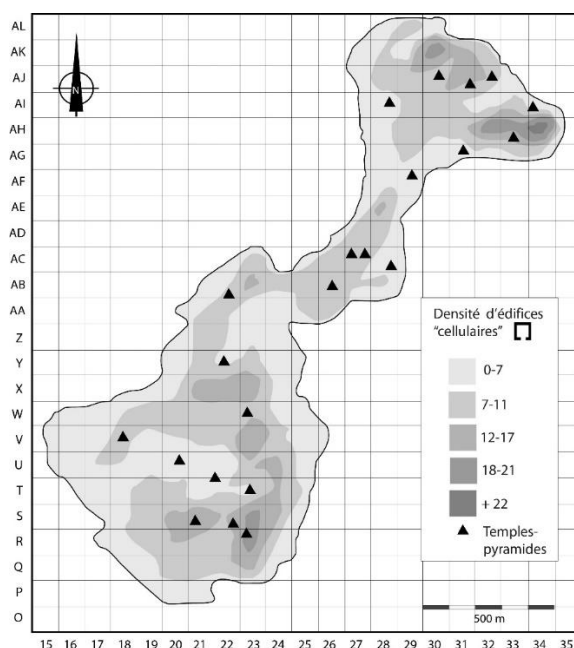 AL
AK
AJ
AI
AH
AG
AF
AE
AD
AC
AB
AA
Z
Y
X
W
V
U
T
S
R
Q
P
O
N
Densité d'édifices
"cellulaires"
0-7
7-11
12-17
18-21
+ 22
Temples-
pyramides
500 m
15 16 17 18 19 20 21 22 23 24 25 26 27 28 29 30 31 32 33 34 35